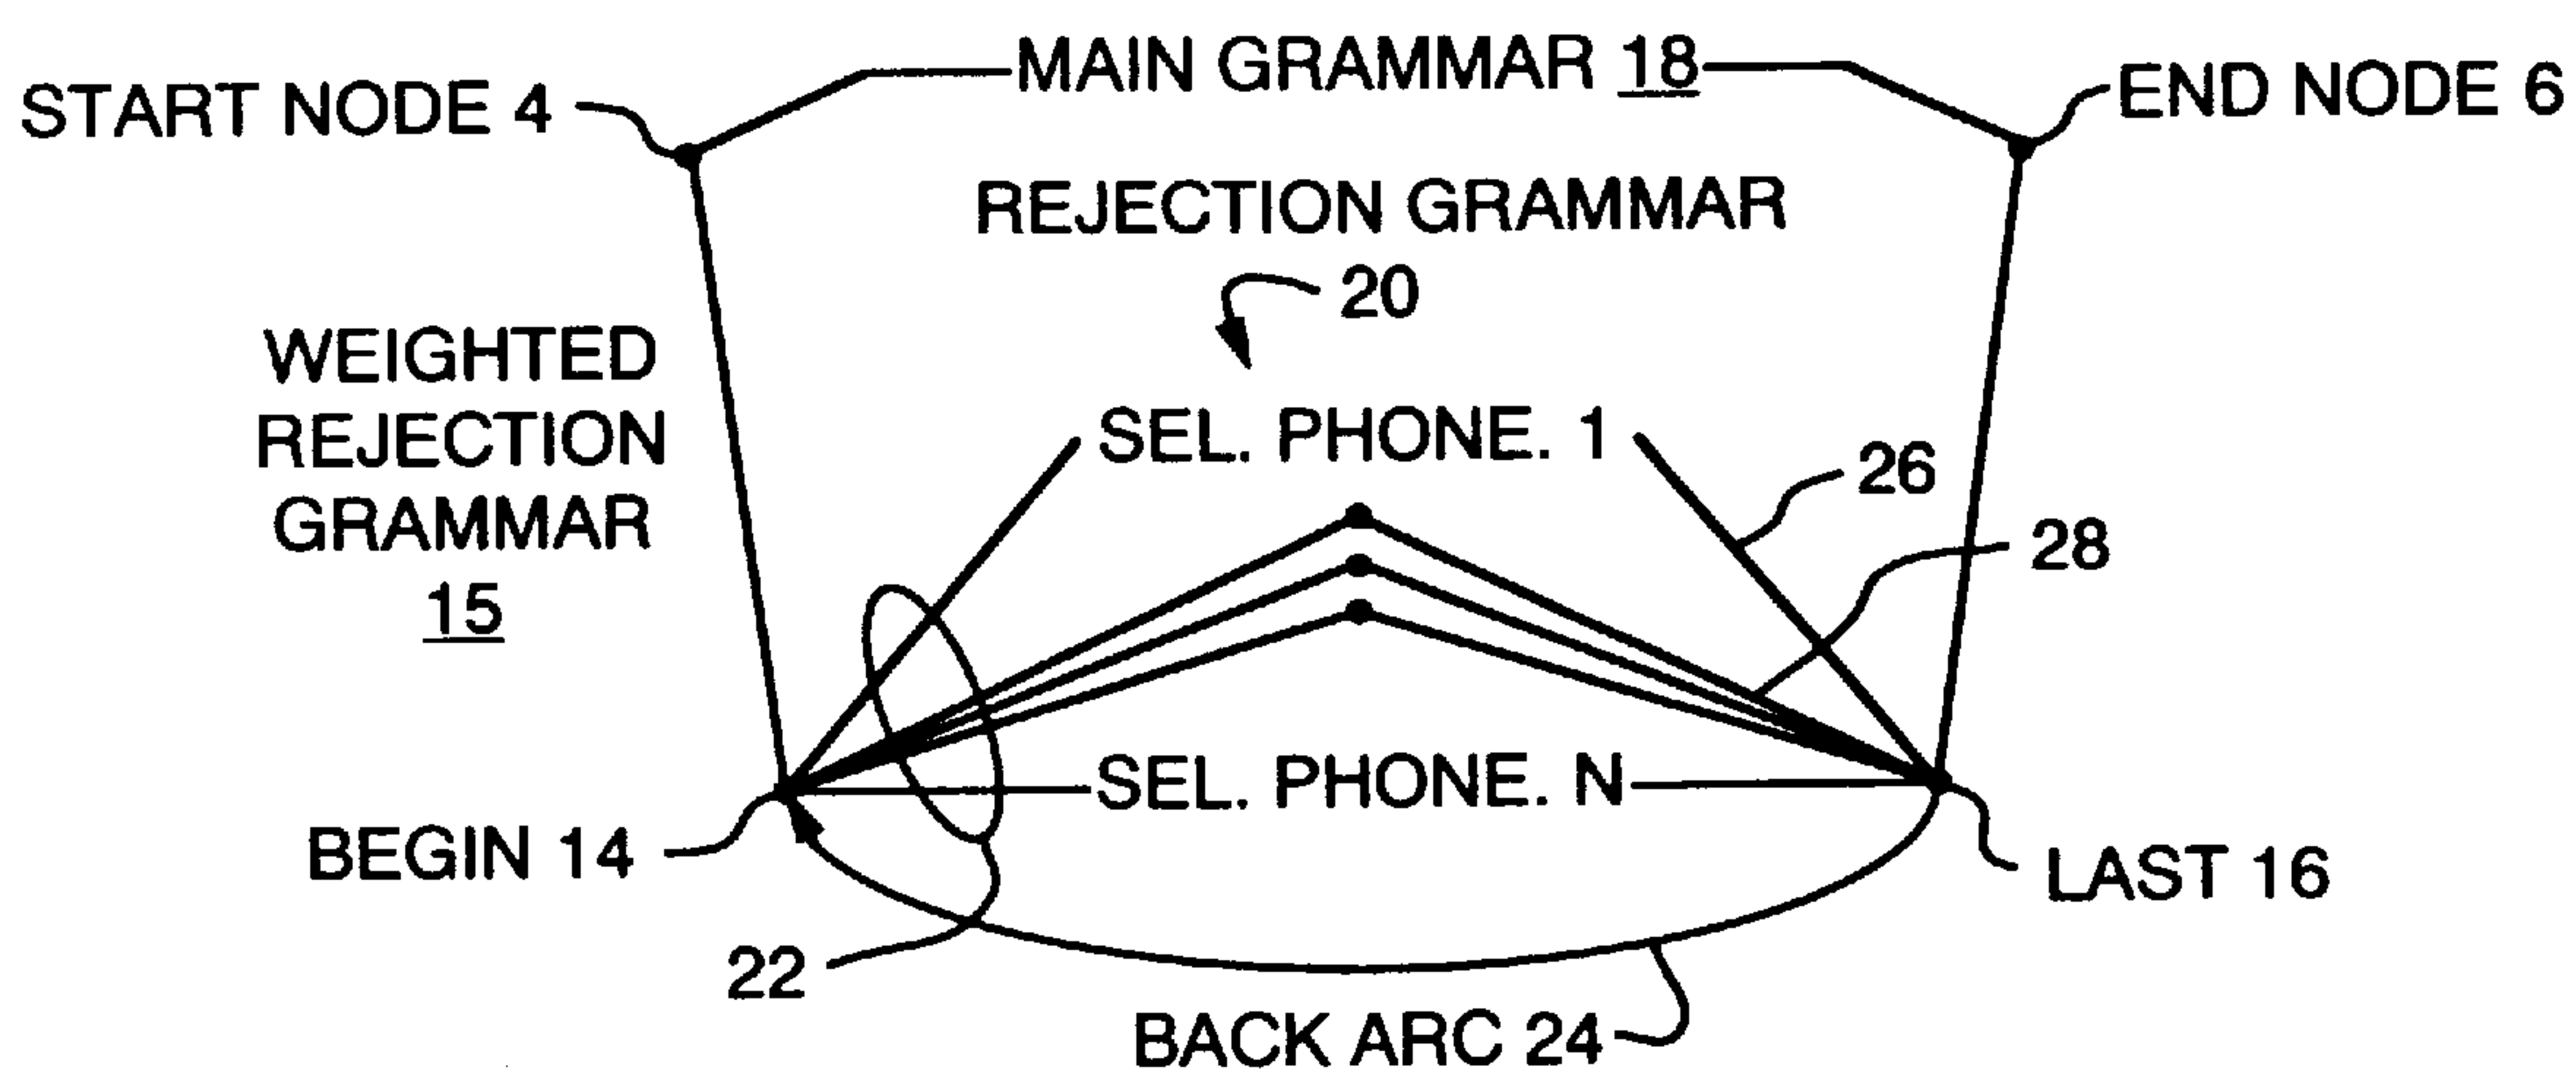 MAIN GRAMMAR 18
START NODE 4
END NODE 6
REJECTION GRAMMAR
20
WEIGHTED
REJECTION
GRAMMAR
15
SEL. PHONE. 1
26
28
SEL. PHONE. N
BEGIN 14
LAST 16
22
BACK ARC 24